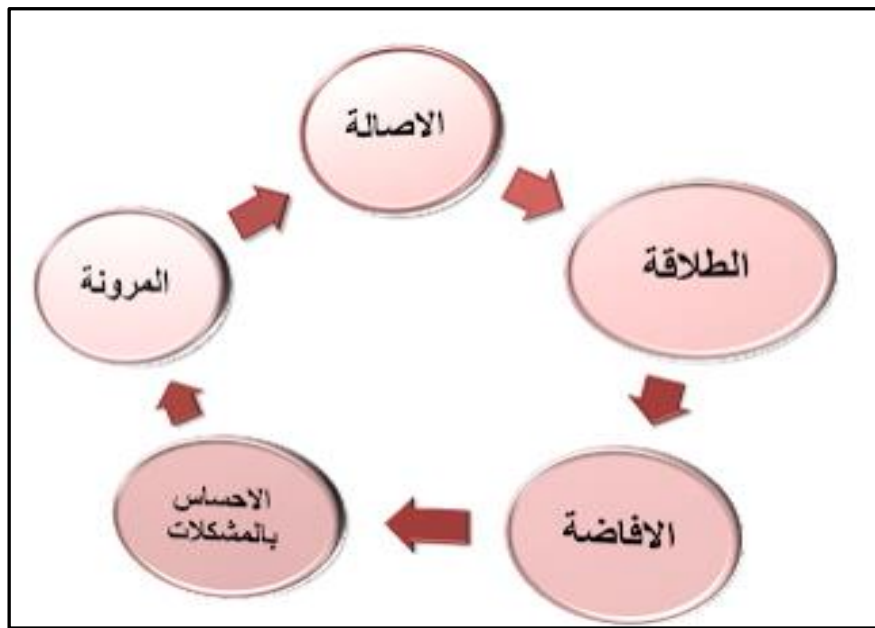 الاصالة
الطلاقة
الافاضة
الاحساس
بالمشكلات
المرونة